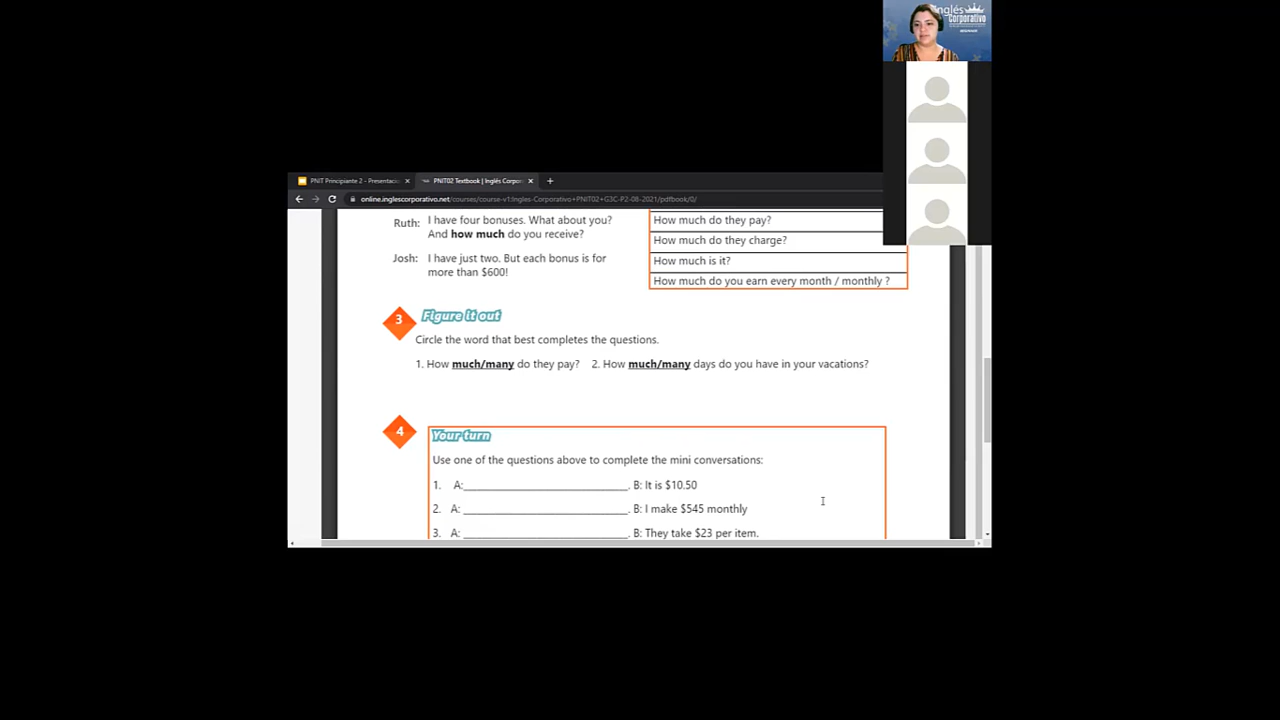 Inglés
Corporativo
PNIT Principiante 2 - Presentació
PNIT02 Textbook | Inglés Corpor
online.inglescorporativo.net/courses/course-v1:Ingles-Corporativo+PNIT02+G3C-P2-08-2021/pdfbook/0/
Ruth: I have four bonuses. What about you?
And how much do you receive?
Josh: I have just two. But each bonus is for
more than $600!
How much do they pay?
How much do they charge?
How much is it?
How much do you earn every month / monthly ?
3 Figure it out
Circle the word that best completes the questions.
1. How much/many do they pay? 2. How much/many days do you have in your vacations?
4 Your turn
Use one of the questions above to complete the mini conversations:
1. A:______________________________. B: It is $10.50
2. A: ______________________________. B: I make $545 monthly
3. A: ______________________________. B: They take $23 per item.